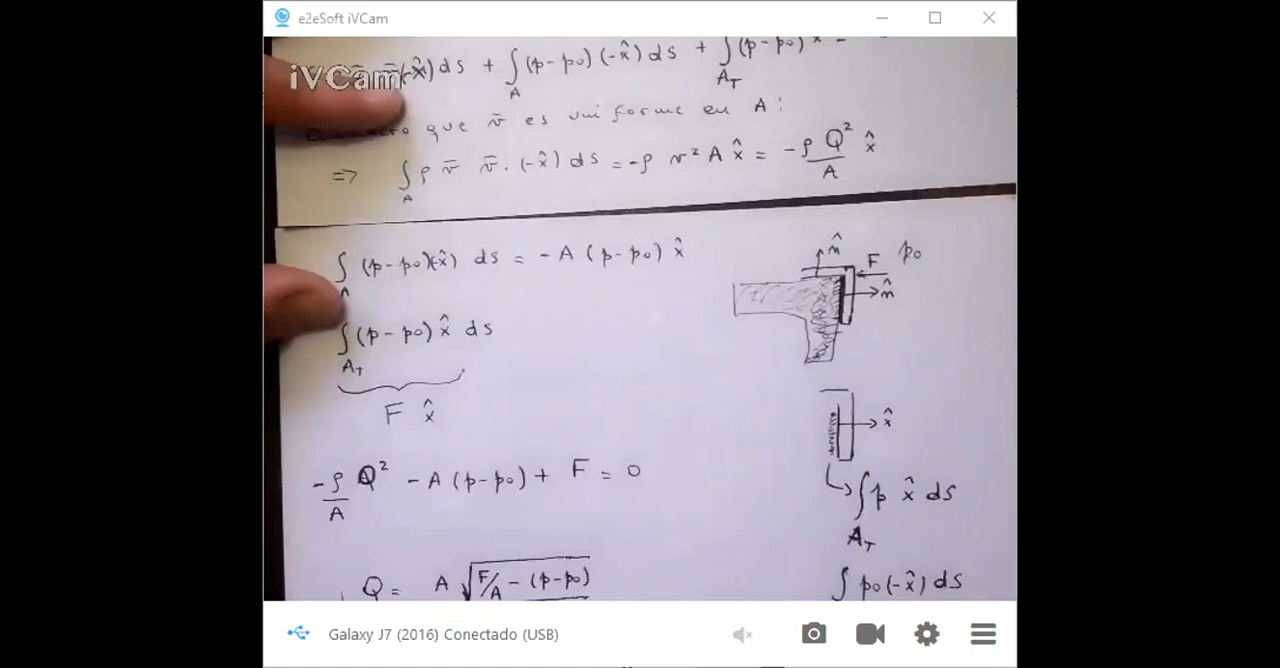 e2eSoft iVCam
iVCam
(-x̂) ds + ∫_A (p-p₀)(-x̂) ds + ∫_{A_T} (p-p₀) x̂
que v̄ es uniforme en A:
=> ∫_A ρ v̄ v̄·(-x̂) ds = -ρ v² A x̂ = -ρ Q²/A x̂
∫_A (p-p₀)(-x̂) ds = -A (p-p₀) x̂
n̂
F
p₀
n̂
∫_{A_T} (p-p₀) x̂ ds
F x̂
x̂
-ρ/A Q² - A (p-p₀) + F = 0
∫_{A_T} p x̂ ds
Q = A √(F/A - (p-p₀))
∫ p₀(-x̂) ds
Galaxy J7 (2016) Conectado (USB)